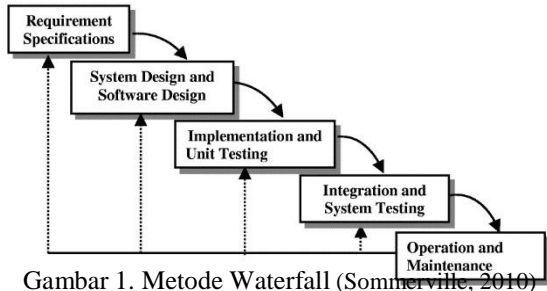 Requirement
Specifications
System Design and
Software Design
Implementation and
Unit Testing
Integration and
System Testing
Operation and
Maintenance
Gambar 1. Metode Waterfall (Sommerville, 2010)